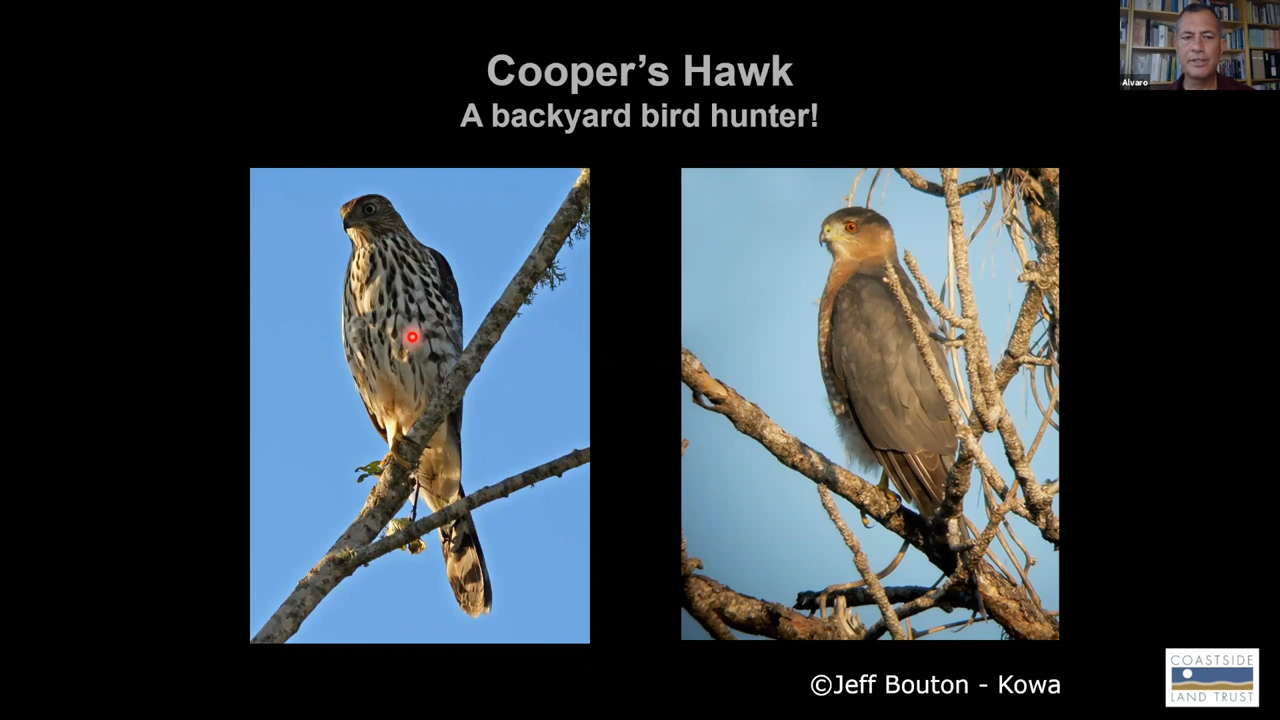 Cooper's Hawk
A backyard bird hunter!
Alvaro
©Jeff Bouton - Kowa
COASTSIDE
LAND TRUST